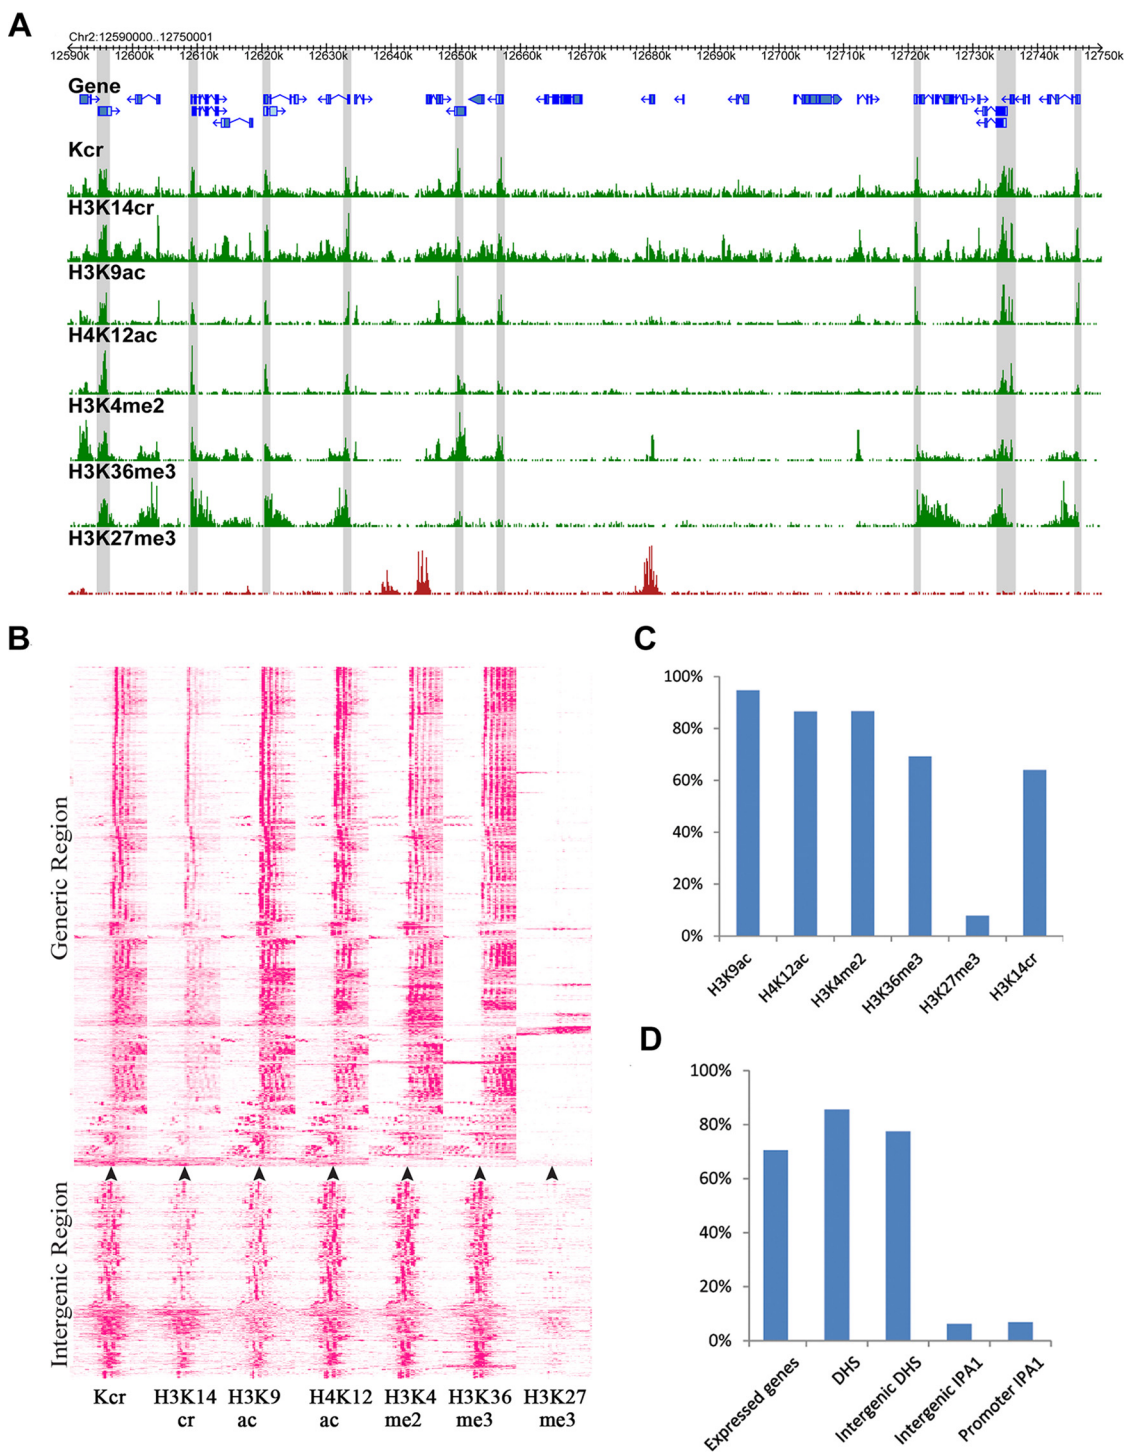 A
Chr2:12590000..12750001
12590k 12600k 12610k 12620k 12630k 12640k 12650k 12660k 12670k 12680k 12690k 12700k 12710k 12720k 12730k 12740k 12750k
Gene
Kcr
H3K14cr
H3K9ac
H4K12ac
H3K4me2
H3K36me3
H3K27me3
B
Generic Region
Intergenic Region
Kcr H3K14 H3K9 H4K12 H3K4 H3K36 H3K27
cr ac ac me2 me3 me3
C
100%
80%
60%
40%
20%
0%
H3K9ac
H4K12ac
H3K4me2
H3K36me3
H3K27me3
H3K14cr
D
100%
80%
60%
40%
20%
0%
Expressed genes
DHS
Intergenic DHS
Intergenic IPA1
Promoter IPA1